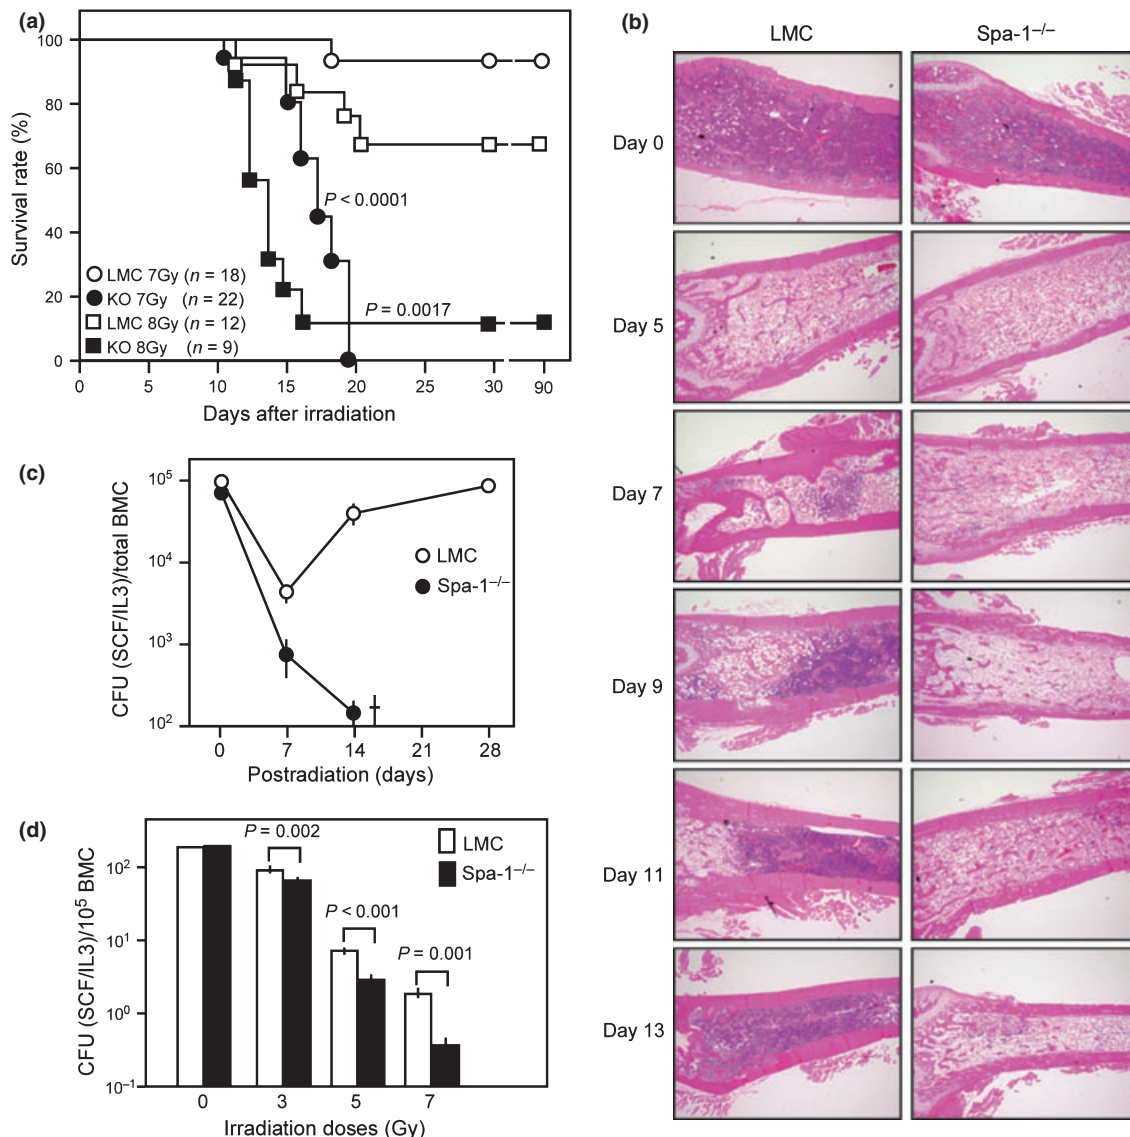 (a)
100
80
60
40
20
0
Survival rate (%)
P < 0.0001
P = 0.0017
LMC 7Gy (n = 18)
KO 7Gy (n = 22)
LMC 8Gy (n = 12)
KO 8Gy (n = 9)
0 5 10 15 20 25 30 90
Days after irradiation
(b)
LMC Spa-1–/–
Day 0
Day 5
Day 7
Day 9
Day 11
Day 13
(c)
10⁵
10⁴
10³
10²
CFU (SCF/IL3)/total BMC
LMC
Spa-1–/–
0 7 14 21 28
Postradiation (days)
(d)
10²
10¹
10⁰
10–¹
CFU (SCF/IL3)/10⁵ BMC
P = 0.002
P < 0.001
P = 0.001
LMC
Spa-1–/–
0 3 5 7
Irradiation doses (Gy)